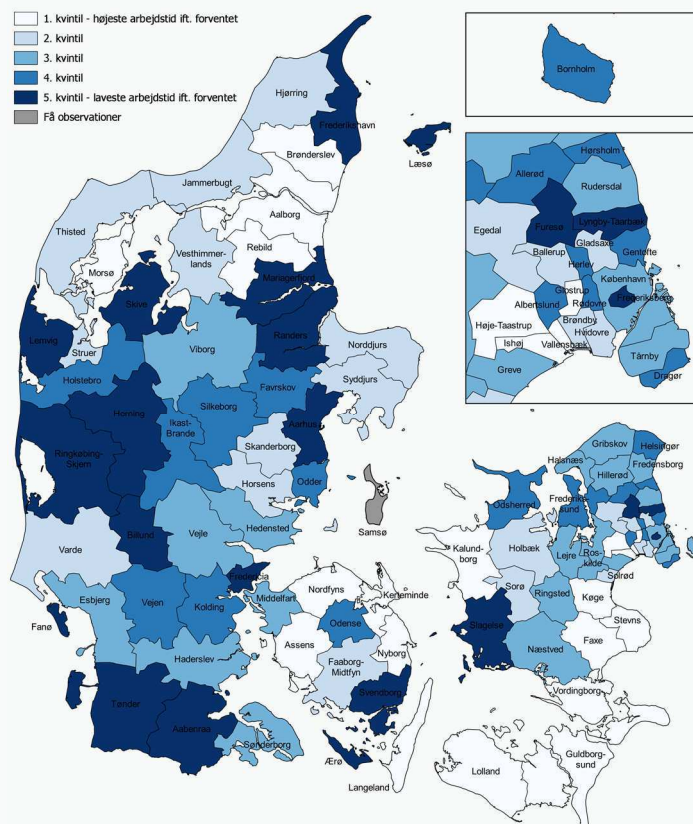 1. kvintil - højeste arbejdstid ift. forventet
2. kvintil
3. kvintil
4. kvintil
5. kvintil - laveste arbejdstid ift. forventet
Få observationer
Hjørring
Frederikshavn
Brønderslev
Læsø
Jammerbugt
Aalborg
Thisted
Vesthimmer-
lands
Rebild
Morsø
Mariagerfjord
Skive
Lemvig
Struer
Viborg
Randers
Norddjurs
Holstebro
Favrskov
Syddjurs
Herning
Silkeborg
Ikast-
Brande
Aarhus
Skanderborg
Ringkøbing-
Skjern
Horsens
Odder
Samsø
Hedensted
Billund
Vejle
Varde
Fredericia
Middelfart
Esbjerg
Vejen
Kolding
Fanø
Haderslev
Tønder
Aabenraa
Sønderborg
Nordfyns
Kerteminde
Odense
Assens
Nyborg
Faaborg-
Midtfyn
Svendborg
Ærø
Langeland
Bornholm
Hørsholm
Allerød
Rudersdal
Furesø
Lyngby-Taarbæk
Egedal
Gladsaxe
Gentofte
Ballerup
Herlev
København
Glostrup
Frederiksberg
Albertslund
Rødovre
Høje-Taastrup
Brøndby
Hvidovre
Ishøj
Vallensbæk
Greve
Tårnby
Dragør
Gribskov
Helsingør
Halsnæs
Fredensborg
Hillerød
Frederiks-
sund
Odsherred
Kalund-
borg
Holbæk
Lejre
Ros-
kilde
Solrød
Sorø
Ringsted
Køge
Slagelse
Stevns
Faxe
Næstved
Vordingborg
Guldborg-
sund
Lolland